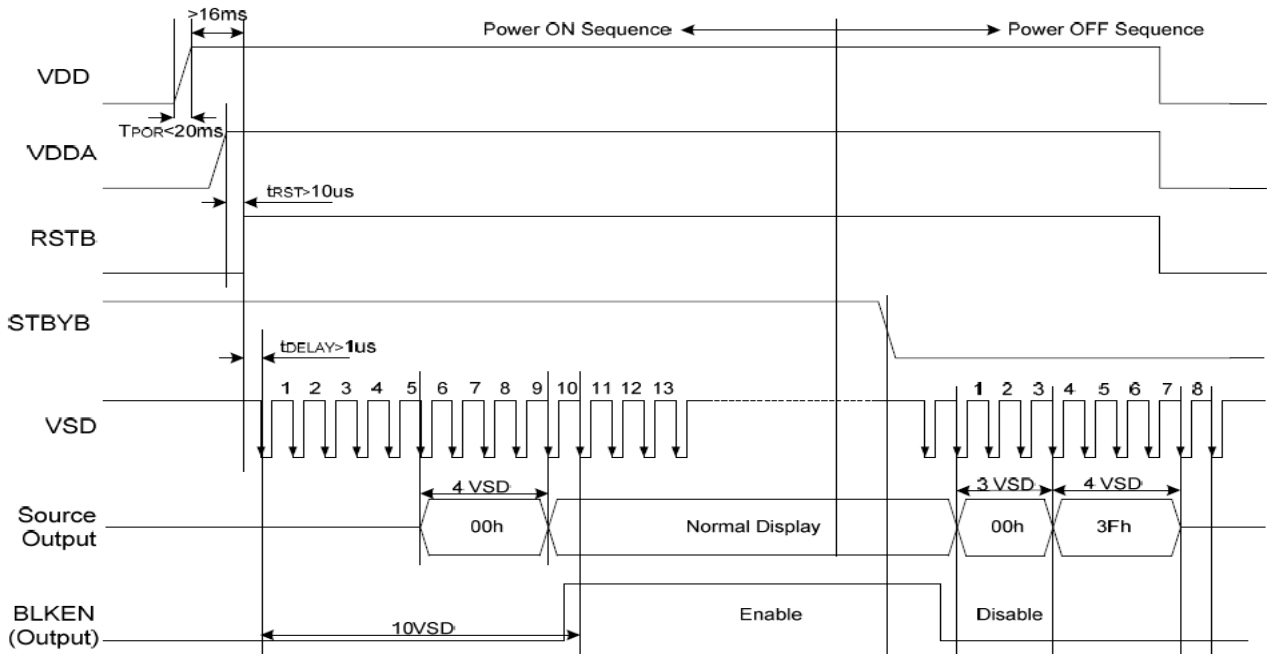 >16ms
Power ON Sequence
Power OFF Sequence
VDD
TPOR<20ms
VDDA
tRST>10us
RSTB
STBYB
tDELAY>1us
1 2 3 4 5 6 7 8 9 10 11 12 13
1 2 3 4 5 6 7 8
VSD
4 VSD
3 VSD
4 VSD
Source
Output
00h
Normal Display
00h
3Fh
BLKEN
(Output)
10VSD
Enable
Disable